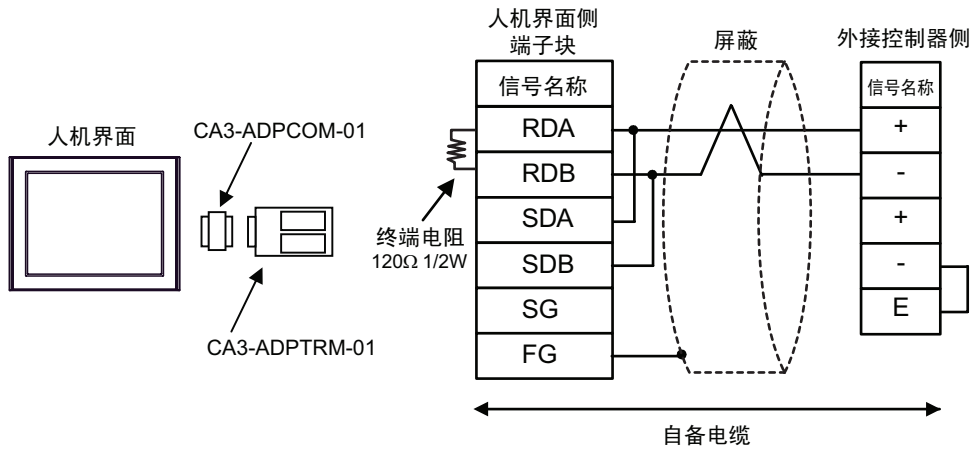 人机界面
CA3-ADPCOM-01
CA3-ADPTRM-01
终端电阻
120Ω 1/2W
人机界面侧
端子块
信号名称
RDA
RDB
SDA
SDB
SG
FG
屏蔽
外接控制器侧
信号名称
+
-
+
-
E
自备电缆